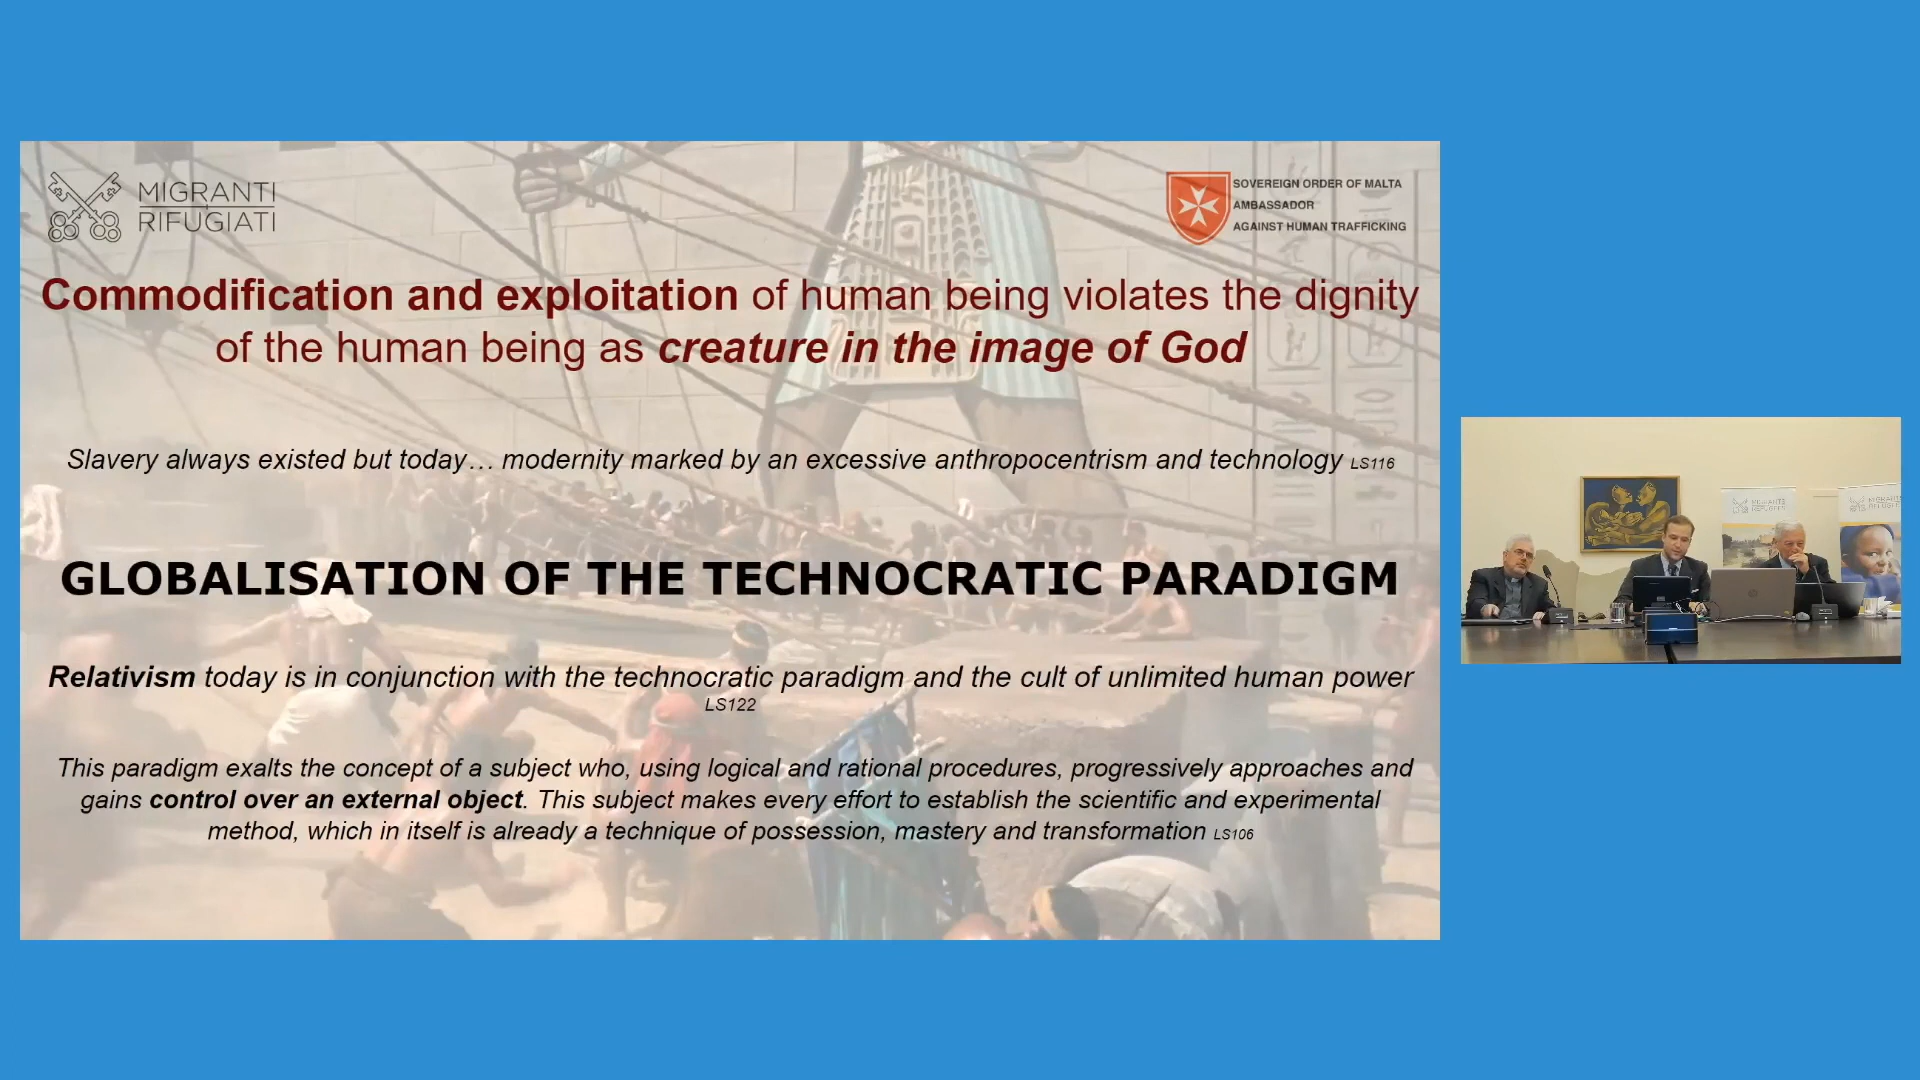 MIGRANTI
RIFUGIATI
SOVEREIGN ORDER OF MALTA
AMBASSADOR
AGAINST HUMAN TRAFFICKING
Commodification and exploitation of human being violates the dignity
of the human being as creature in the image of God
Slavery always existed but today… modernity marked by an excessive anthropocentrism and technology LS116
GLOBALISATION OF THE TECHNOCRATIC PARADIGM
Relativism today is in conjunction with the technocratic paradigm and the cult of unlimited human power
LS122
This paradigm exalts the concept of a subject who, using logical and rational procedures, progressively approaches and
gains control over an external object. This subject makes every effort to establish the scientific and experimental
method, which in itself is already a technique of possession, mastery and transformation LS106